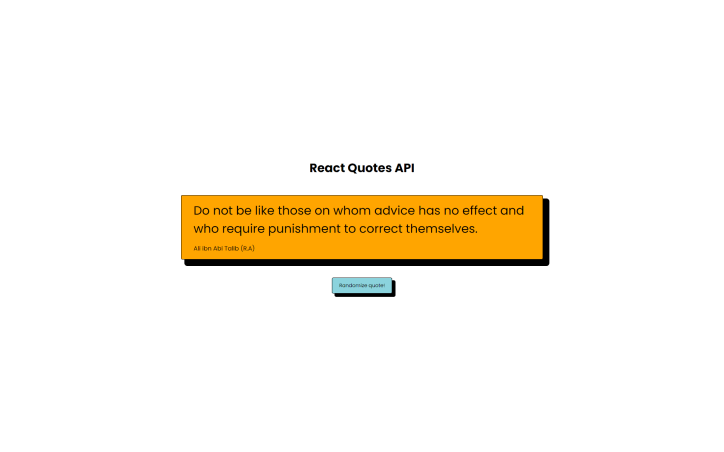 React Quotes API
Do not be like those on whom advice has no effect and
who require punishment to correct themselves.
Ali Ibn Abi Talib (R.A)
Randomize quote!